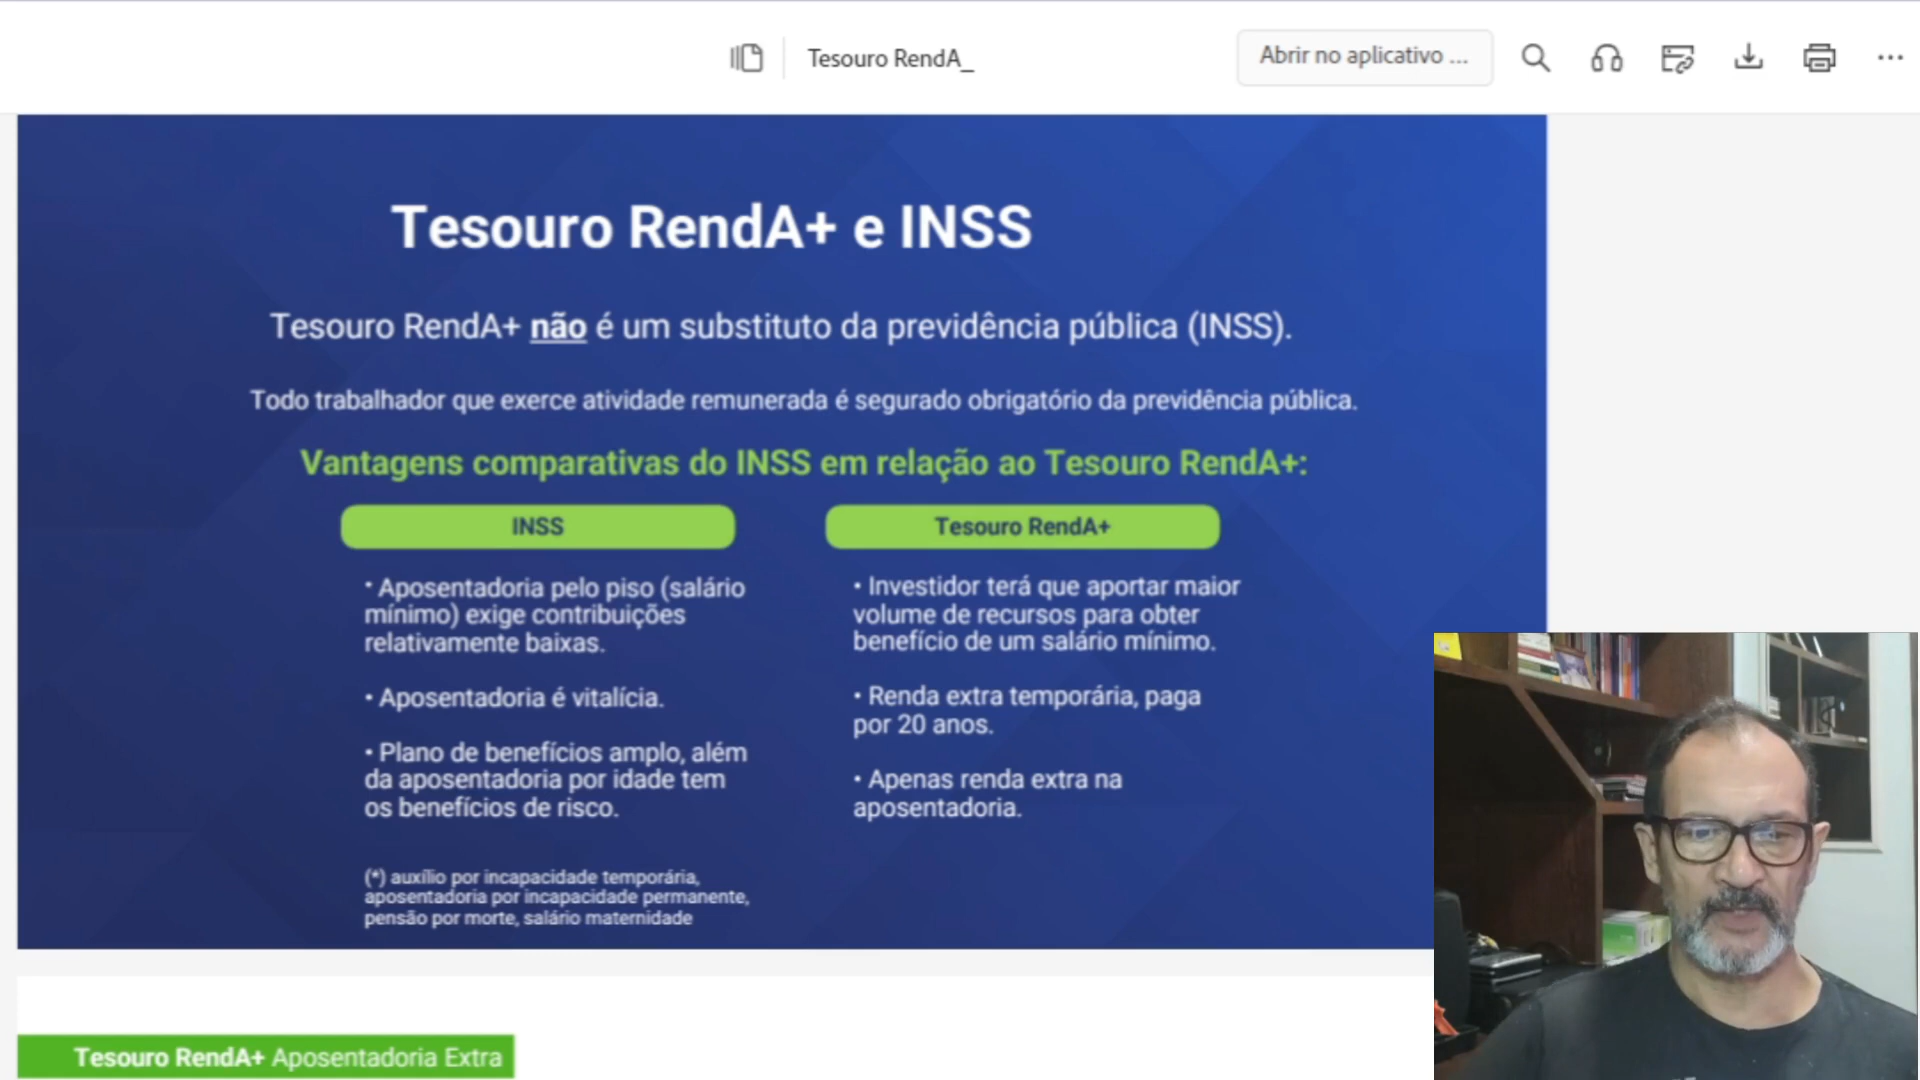 Tesouro RendA_
Abrir no aplicativo ...
Tesouro RendA+ e INSS
Tesouro RendA+ não é um substituto da previdência pública (INSS).
Todo trabalhador que exerce atividade remunerada é segurado obrigatório da previdência pública.
Vantagens comparativas do INSS em relação ao Tesouro RendA+:
INSS
• Aposentadoria pelo piso (salário
mínimo) exige contribuições
relativamente baixas.
• Aposentadoria é vitalícia.
• Plano de benefícios amplo, além
da aposentadoria por idade tem
os benefícios de risco.
(*) auxílio por incapacidade temporária,
aposentadoria por incapacidade permanente,
pensão por morte, salário maternidade
Tesouro RendA+
• Investidor terá que aportar maior
volume de recursos para obter
benefício de um salário mínimo.
• Renda extra temporária, paga
por 20 anos.
• Apenas renda extra na
aposentadoria.
Tesouro RendA+ Aposentadoria Extra